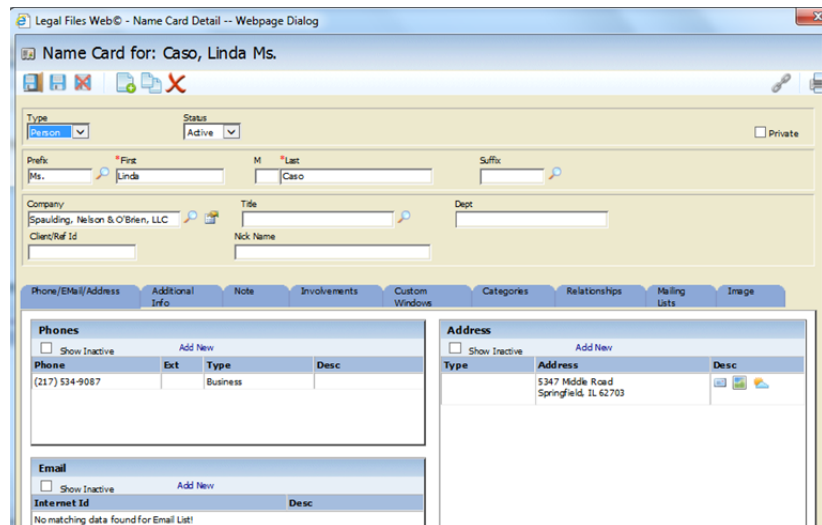 Legal Files Web© - Name Card Detail -- Webpage Dialog
Name Card for: Caso, Linda Ms.
Type Status
Person Active Private
Prefix *First M *Last Suffix
Ms. Linda Caso
Company Title Dept
Spaulding, Nelson & O'Brien, LLC
Client/Ref Id Nick Name
Phone/EMail/Address Additional Info Note Involvements Custom Windows Categories Relationships Mailing Lists Image
Phones
Show Inactive Add New
Phone Ext Type Desc
(217) 534-9087 Business
Email
Show Inactive Add New
Internet Id Desc
No matching data found for Email List!
Address
Show Inactive Add New
Type Address Desc
5347 Middle Road
Springfield, IL 62703